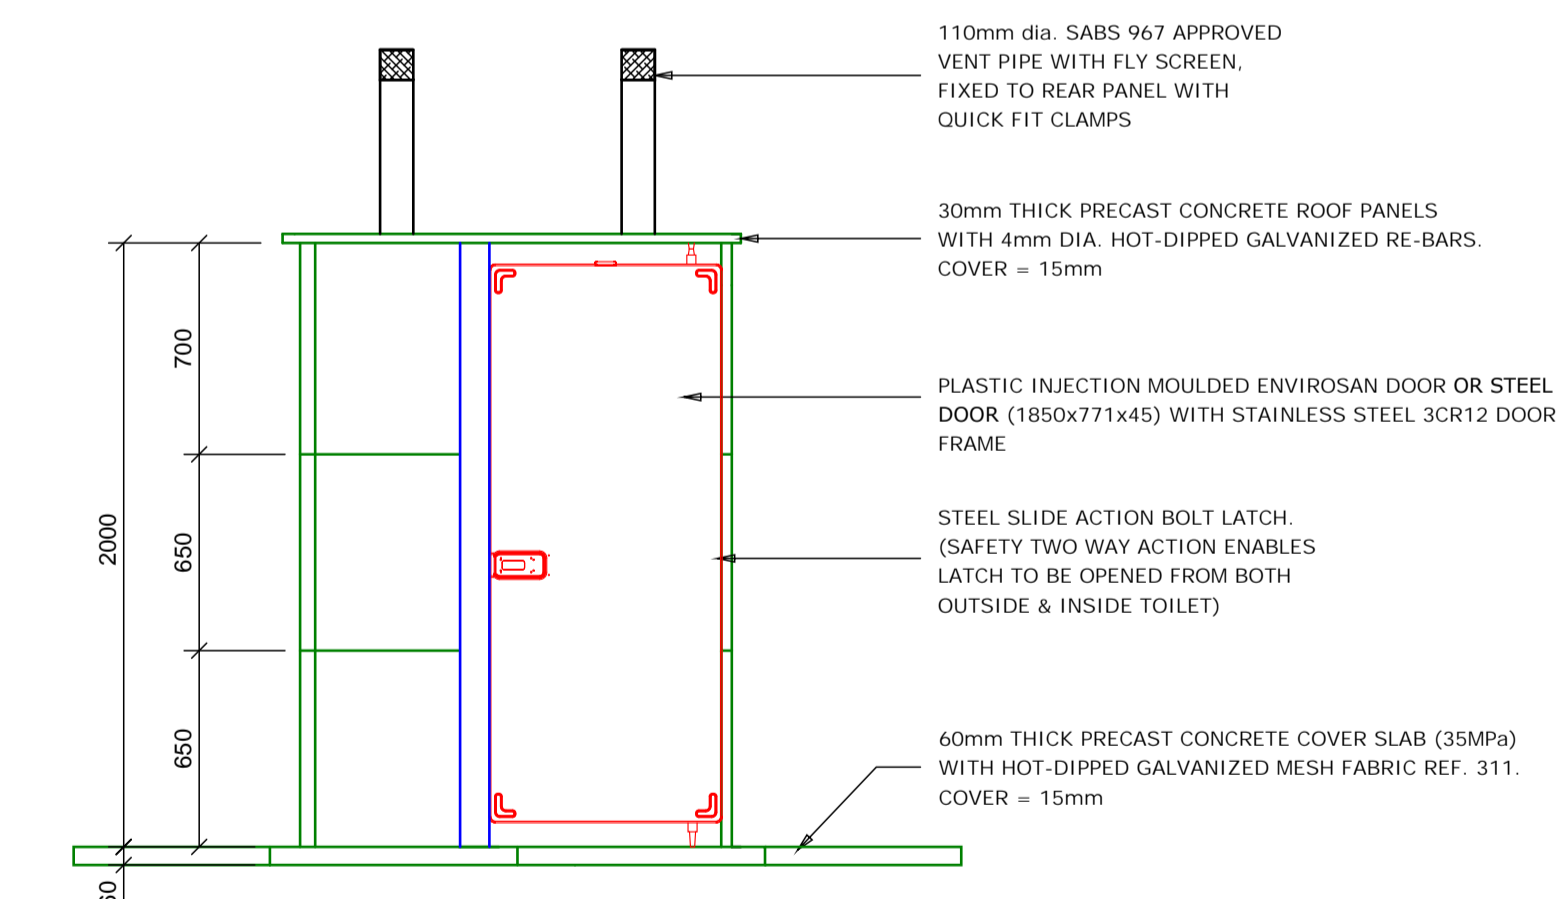 110mm dia. SABS 967 APPROVED
VENT PIPE WITH FLY SCREEN,
FIXED TO REAR PANEL WITH
QUICK FIT CLAMPS
30mm THICK PRECAST CONCRETE ROOF PANELS
WITH 4mm DIA. HOT-DIPPED GALVANIZED RE-BARS.
COVER = 15mm
700
PLASTIC INJECTION MOULDED ENVIROSAN DOOR OR STEEL
DOOR (1850x771x45) WITH STAINLESS STEEL 3CR12 DOOR
FRAME
2000
650
STEEL SLIDE ACTION BOLT LATCH.
(SAFETY TWO WAY ACTION ENABLES
LATCH TO BE OPENED FROM BOTH
OUTSIDE & INSIDE TOILET)
650
60mm THICK PRECAST CONCRETE COVER SLAB (35MPa)
WITH HOT-DIPPED GALVANIZED MESH FABRIC REF. 311.
COVER = 15mm